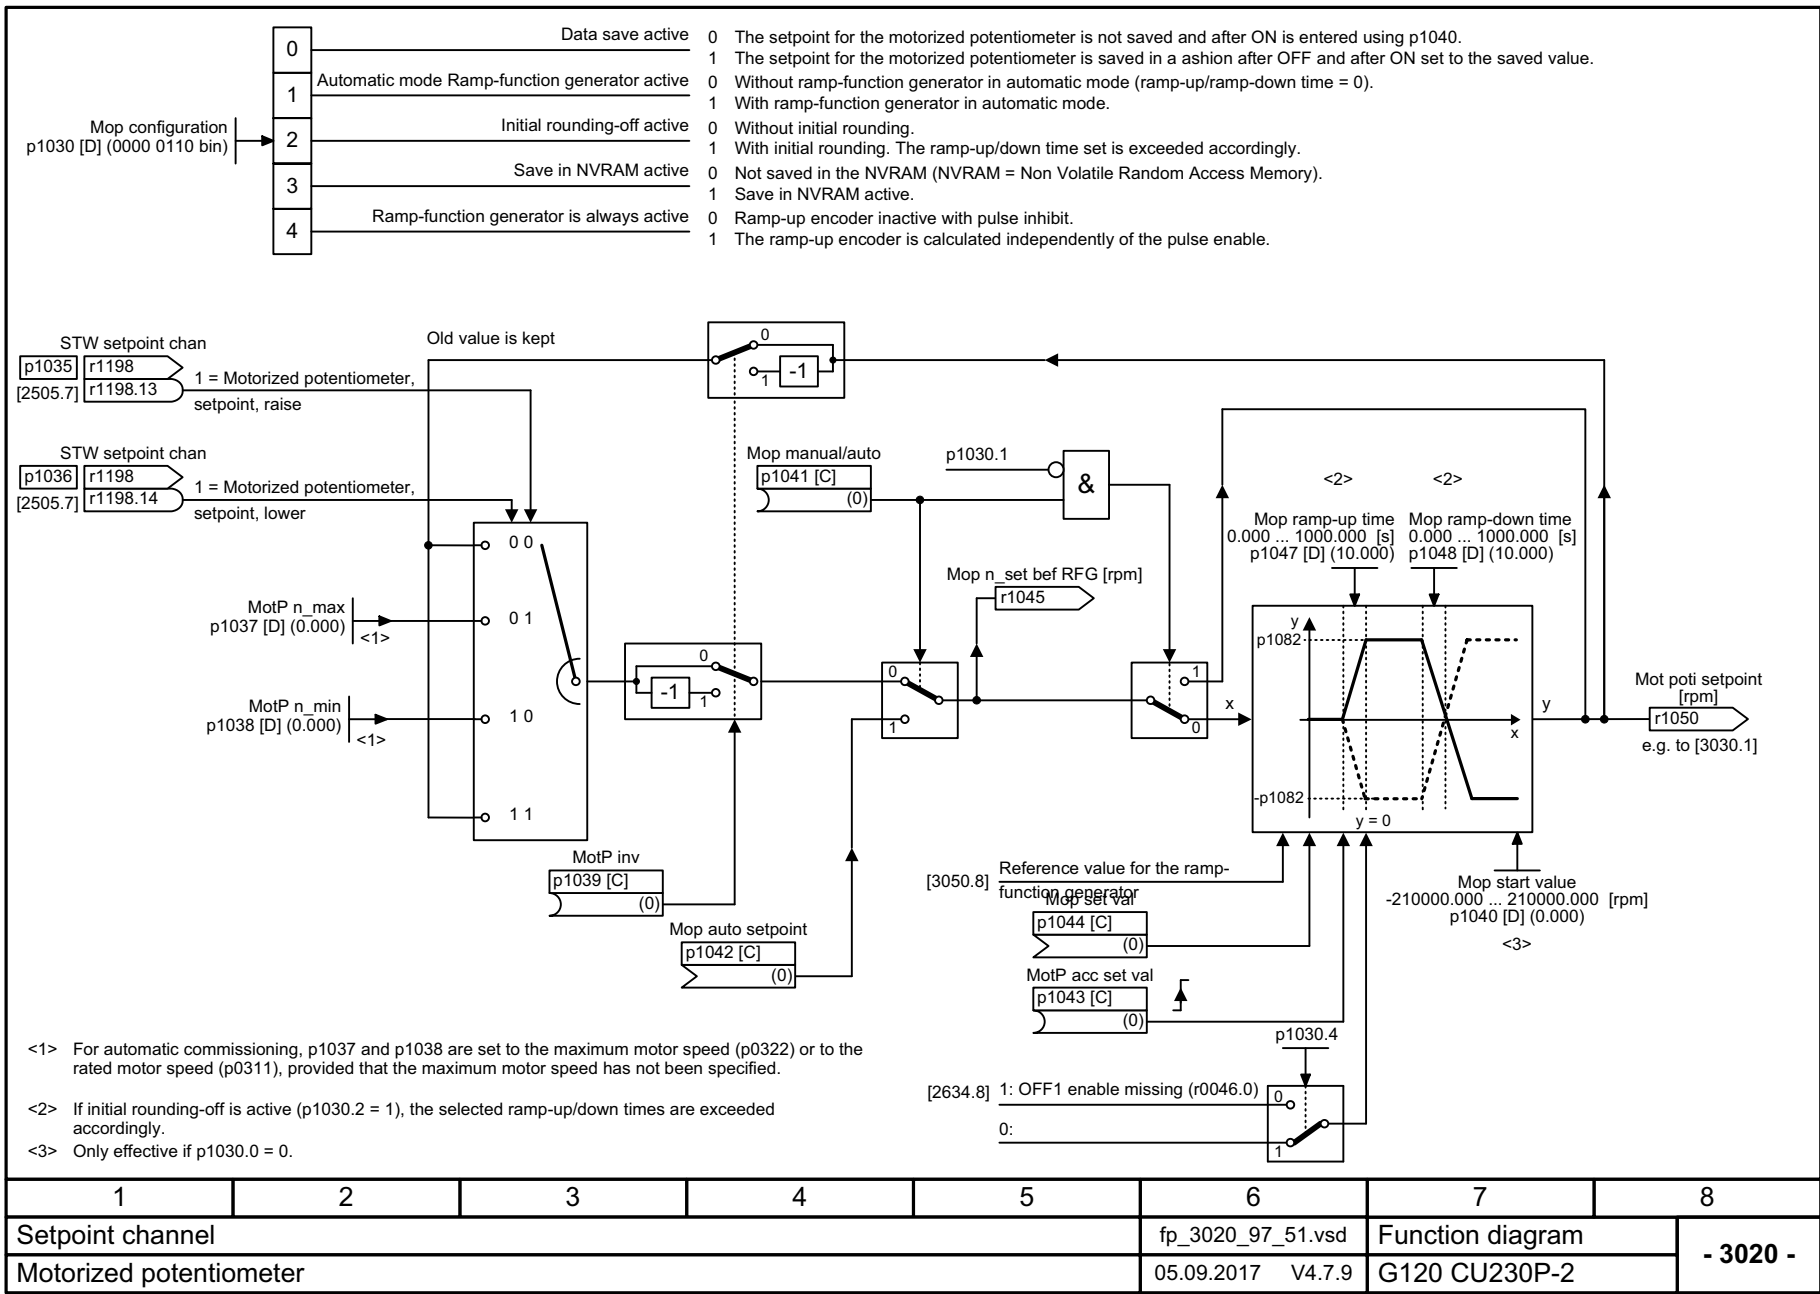 0
Data save active
0 The setpoint for the motorized potentiometer is not saved and after ON is entered using p1040.
1 The setpoint for the motorized potentiometer is saved in a ashion after OFF and after ON set to the saved value.
1
Automatic mode Ramp-function generator active
0 Without ramp-function generator in automatic mode (ramp-up/ramp-down time = 0).
1 With ramp-function generator in automatic mode.
Mop configuration
p1030 [D] (0000 0110 bin)
2
Initial rounding-off active
0 Without initial rounding.
1 With initial rounding. The ramp-up/down time set is exceeded accordingly.
3
Save in NVRAM active
0 Not saved in the NVRAM (NVRAM = Non Volatile Random Access Memory).
1 Save in NVRAM active.
4
Ramp-function generator is always active
0 Ramp-up encoder inactive with pulse inhibit.
1 The ramp-up encoder is calculated independently of the pulse enable.
STW setpoint chan
p1035 r1198
[2505.7] r1198.13
1 = Motorized potentiometer,
setpoint, raise
Old value is kept
0
1
-1
STW setpoint chan
p1036 r1198
[2505.7] r1198.14
1 = Motorized potentiometer,
setpoint, lower
Mop manual/auto
p1041 [C]
(0)
p1030.1
&
<2>
<2>
Mop ramp-up time
0.000 ... 1000.000 [s]
p1047 [D] (10.000)
Mop ramp-down time
0.000 ... 1000.000 [s]
p1048 [D] (10.000)
0 0
0 1
1 0
1 1
MotP n_max
p1037 [D] (0.000)
<1>
MotP n_min
p1038 [D] (0.000)
<1>
-1
0
1
0
1
Mop n_set bef RFG [rpm]
r1045
1
0
x
y
p1082
-p1082
x
y = 0
y
Mot poti setpoint
[rpm]
r1050
e.g. to [3030.1]
MotP inv
p1039 [C]
(0)
Mop auto setpoint
p1042 [C]
(0)
[3050.8] Reference value for the ramp-
function generator
Mop set val
p1044 [C]
(0)
MotP acc set val
p1043 [C]
(0)
Mop start value
-210000.000 ... 210000.000 [rpm]
p1040 [D] (0.000)
<3>
p1030.4
[2634.8] 1: OFF1 enable missing (r0046.0)
0:
0
1
<1> For automatic commissioning, p1037 and p1038 are set to the maximum motor speed (p0322) or to the
rated motor speed (p0311), provided that the maximum motor speed has not been specified.
<2> If initial rounding-off is active (p1030.2 = 1), the selected ramp-up/down times are exceeded
accordingly.
<3> Only effective if p1030.0 = 0.
1 2 3 4 5 6 7 8
Setpoint channel
fp_3020_97_51.vsd
Function diagram
- 3020 -
Motorized potentiometer
05.09.2017 V4.7.9
G120 CU230P-2